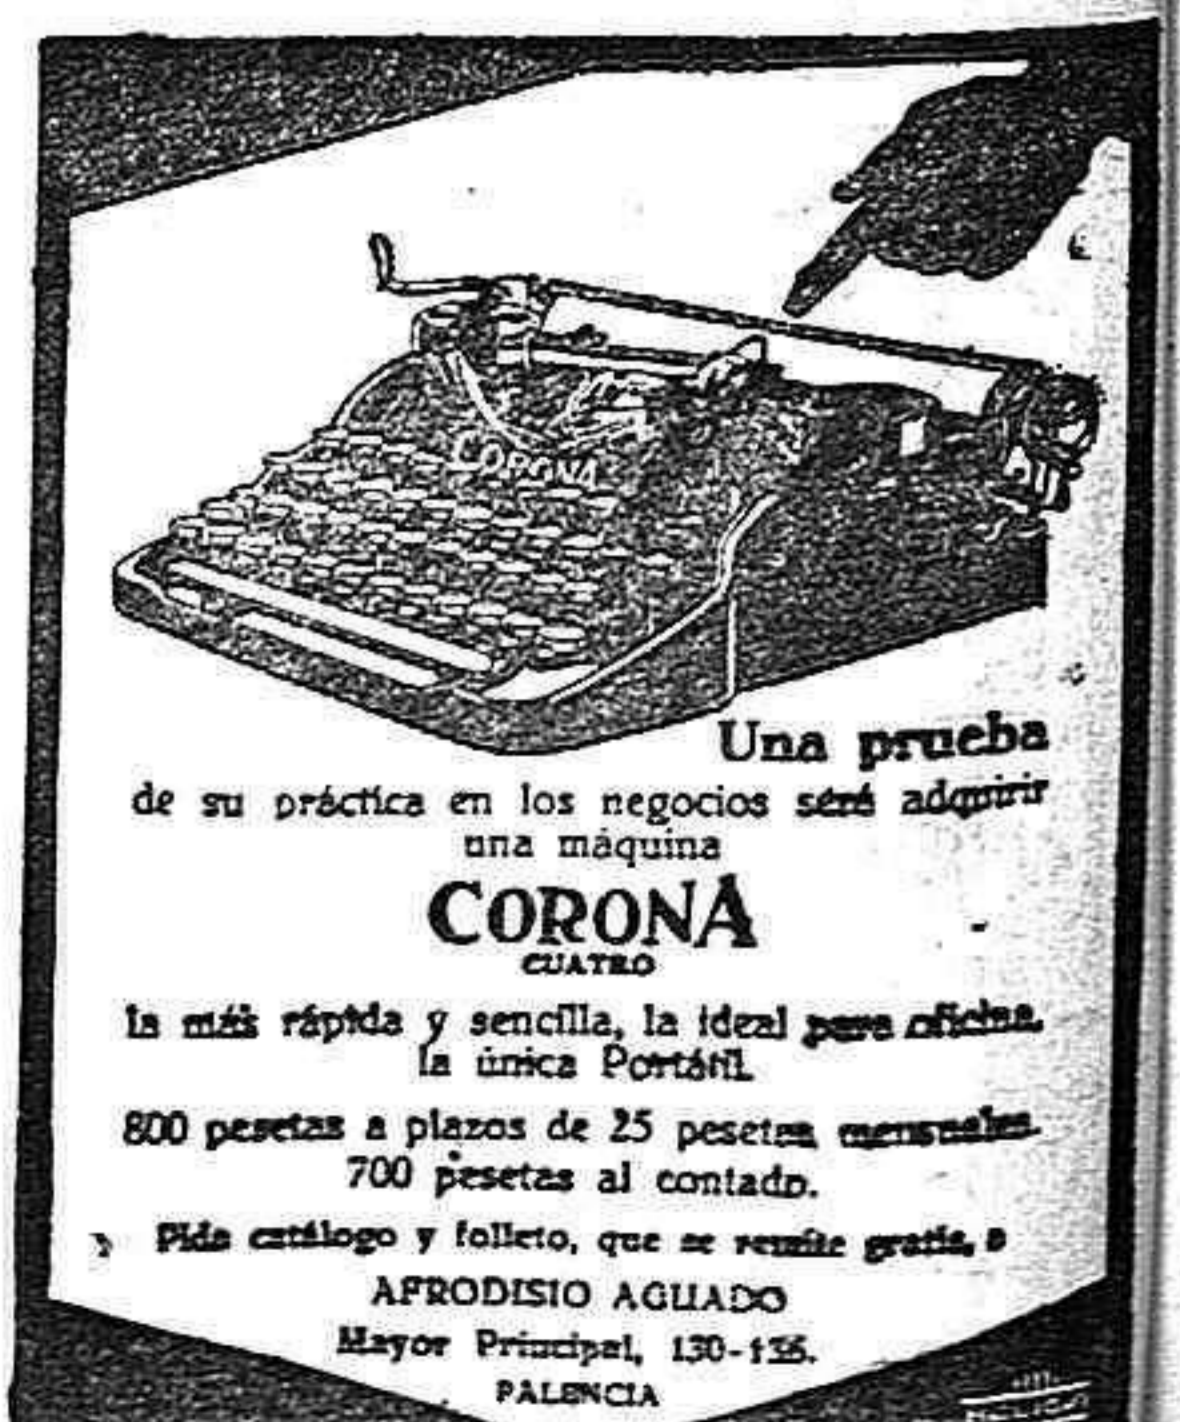 CORONA
Una prueba
de su práctica en los negocios será adquirir
una máquina
CORONA
CUATRO
la más rápida y sencilla, la ideal para oficina,
la única Portátil.
800 pesetas a plazos de 25 pesetas mensuales.
700 pesetas al contado.
Pida catálogo y folleto, que se remite gratis, a
AFRODISIO AGUADO
Mayor Principal, 130-136.
PALENCIA